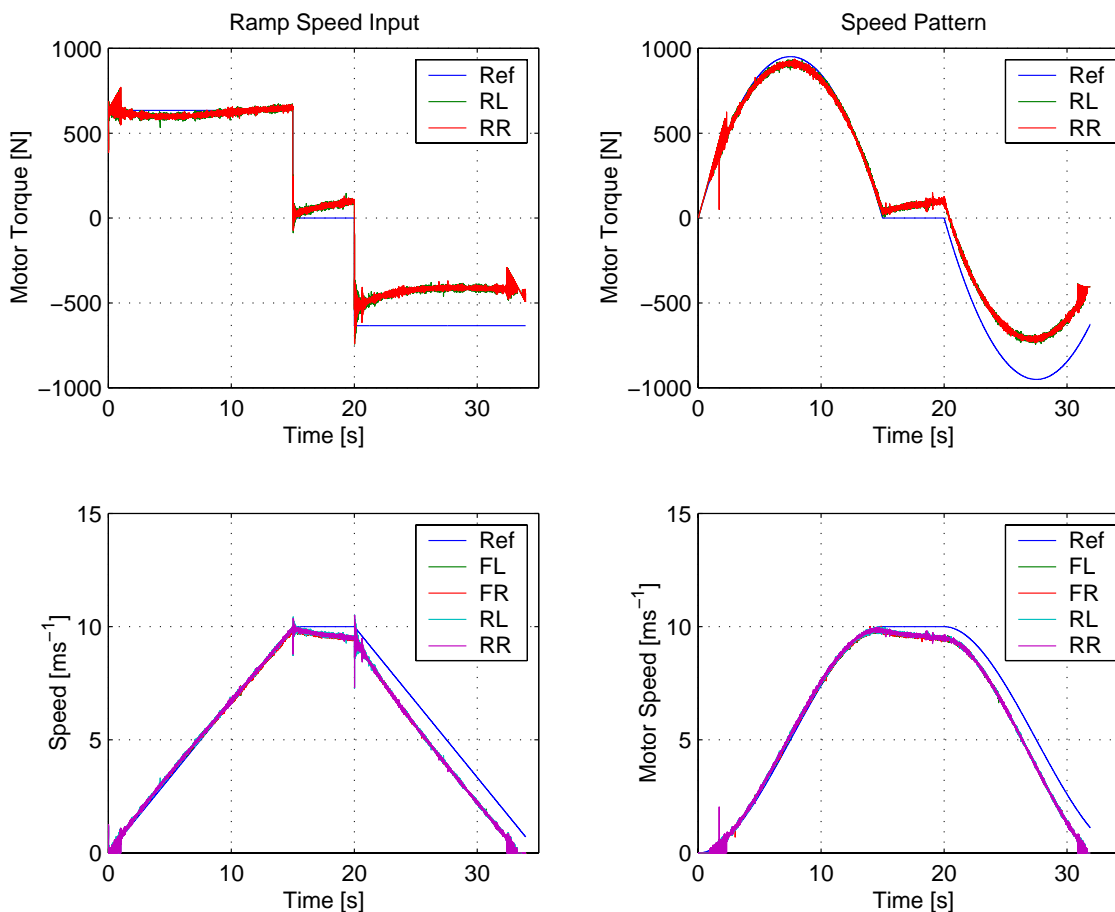 Ramp Speed Input
Motor Torque [N]
1000
500
0
−500
−1000
Ref
RL
RR
0 10 20 30
Time [s]
Speed Pattern
Motor Torque [N]
1000
500
0
−500
−1000
Ref
RL
RR
0 10 20 30
Time [s]
Speed [ms⁻¹]
15
10
5
0
Ref
FL
FR
RL
RR
0 10 20 30
Time [s]
Motor Speed [ms⁻¹]
15
10
5
0
Ref
FL
FR
RL
RR
0 10 20 30
Time [s]